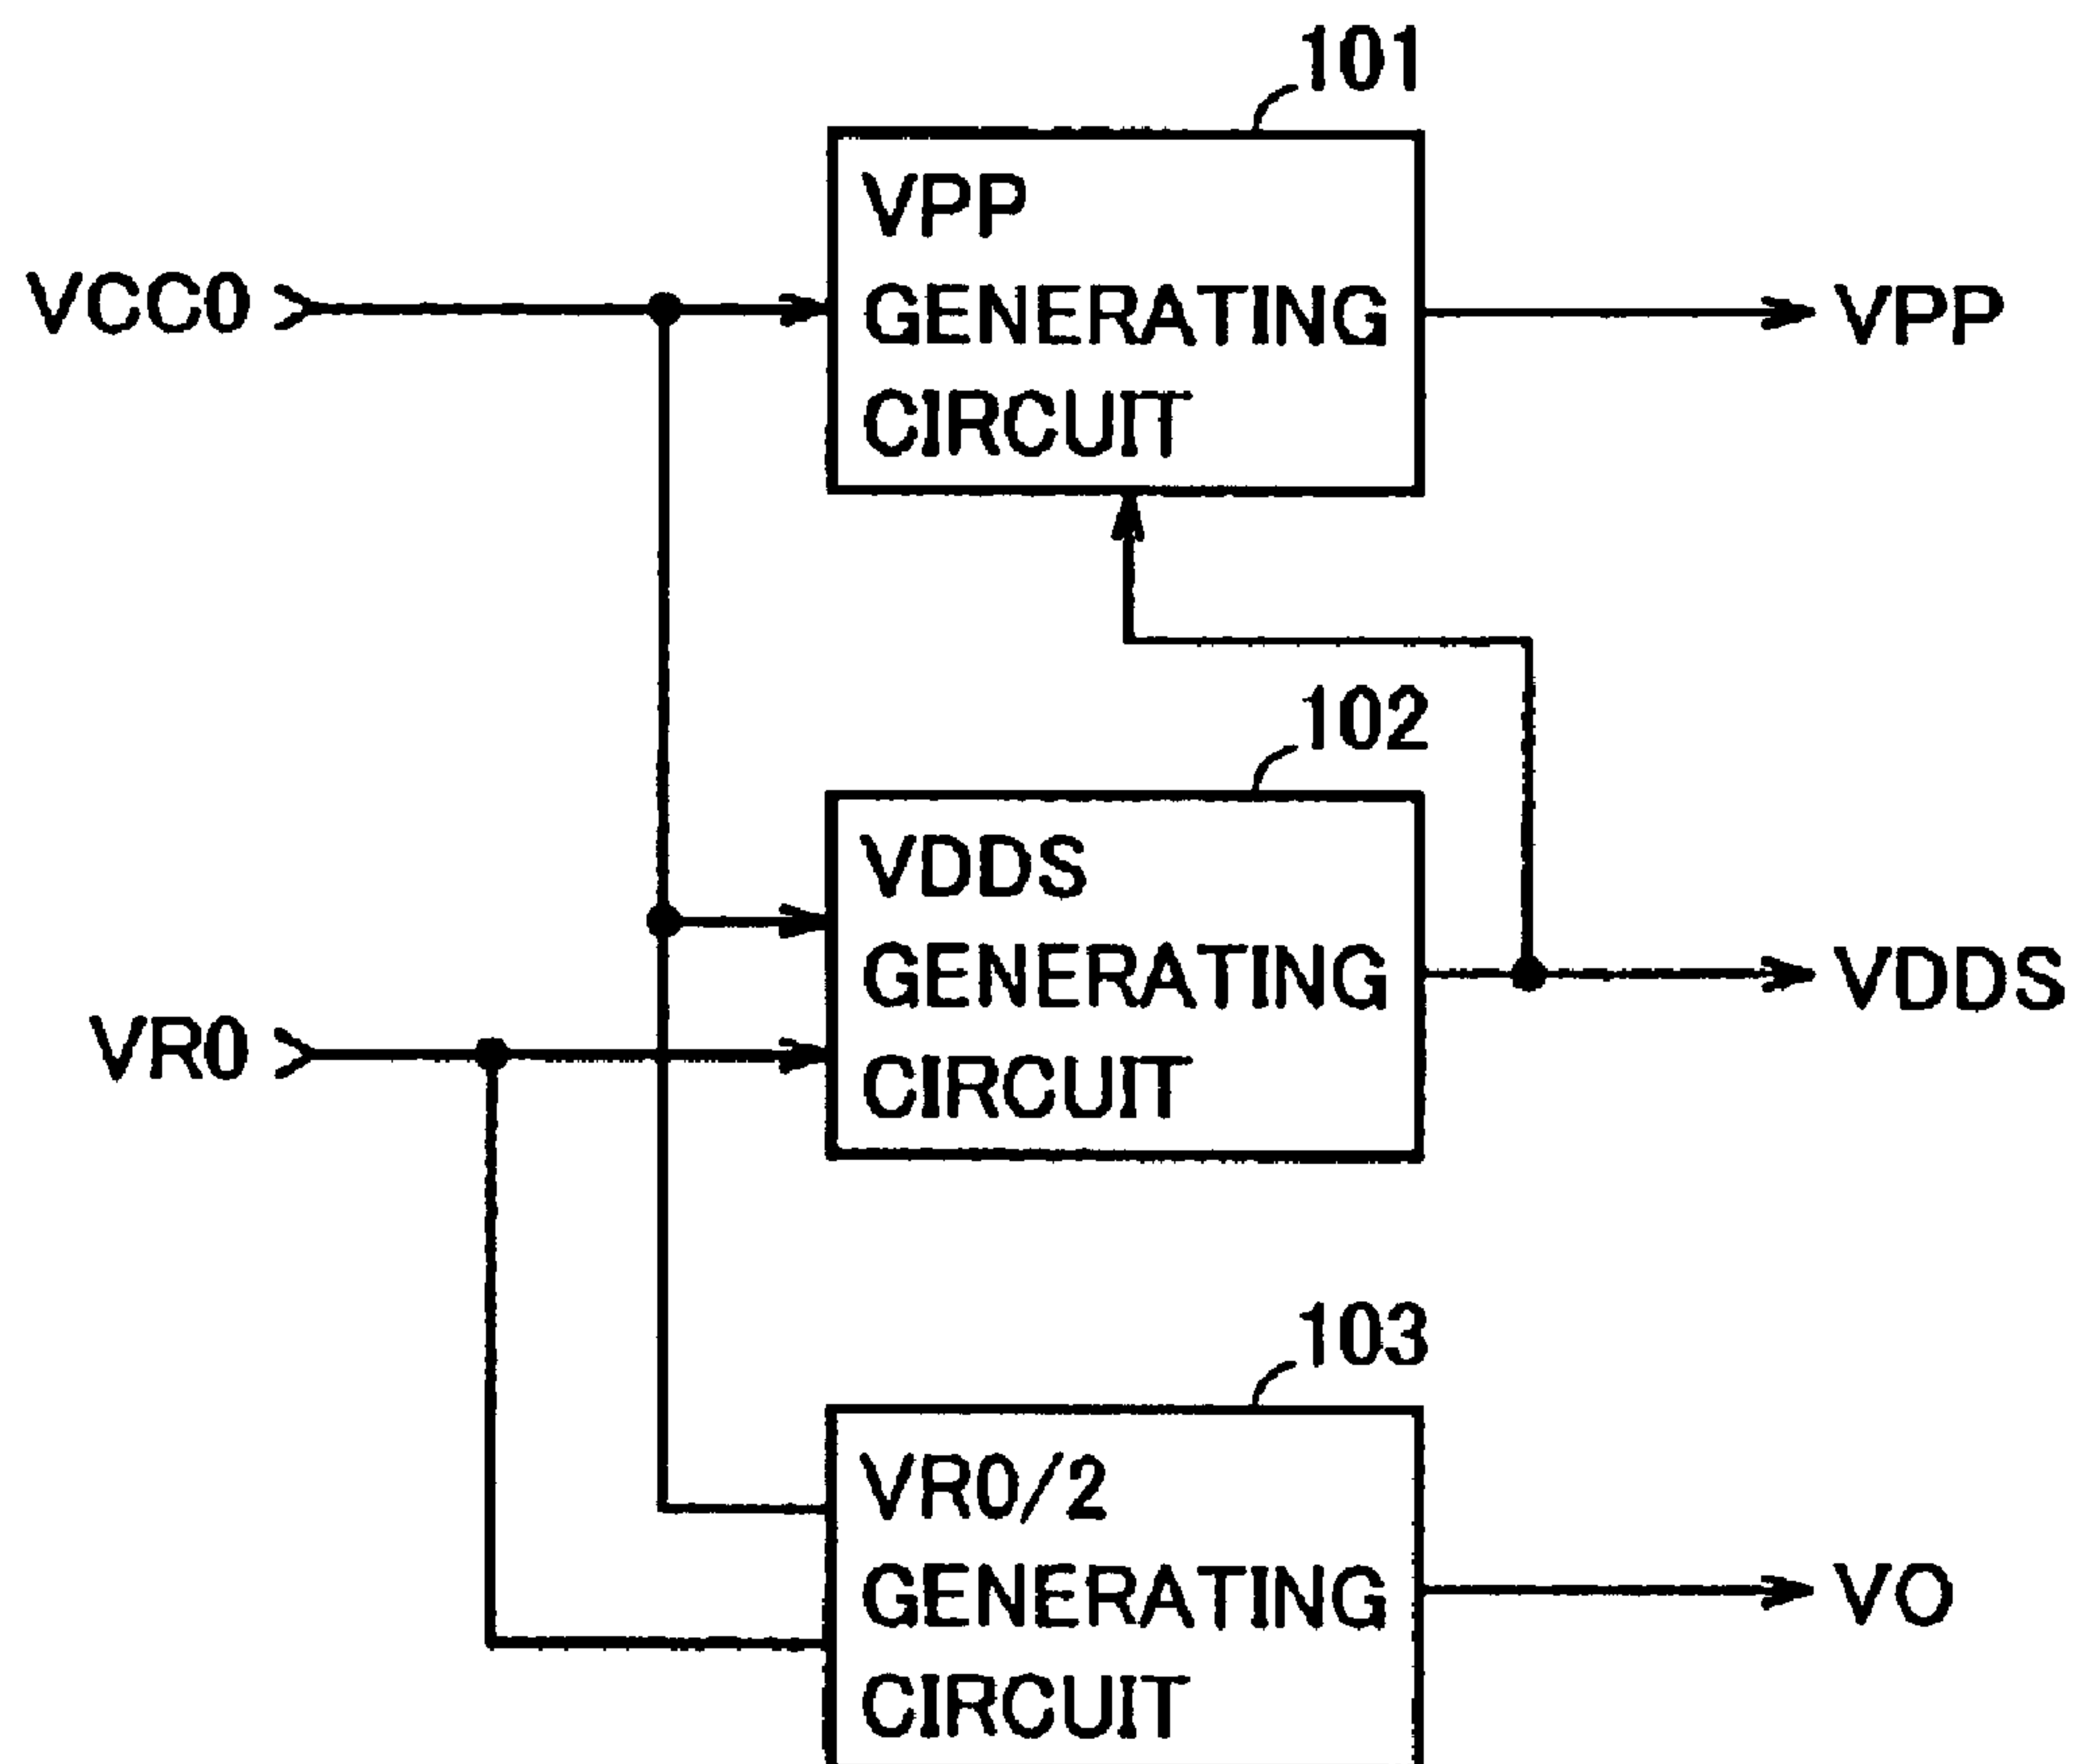 101
VPP
GENERATING
CIRCUIT
VCC0
VPP
102
VDDS
GENERATING
CIRCUIT
VR0
VDDS
103
VR0/2
GENERATING
CIRCUIT
VO